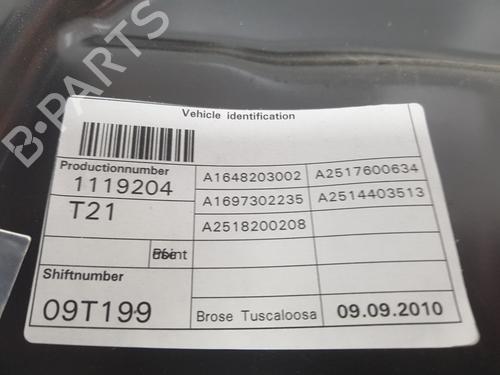 B-PARTS
Vehicle identification
Productionnumber
1119204
T21
Shiftnumber
09T199
A1648203002 A2517600634
A1697302235 A2514403513
A2518200208
Brose Tuscaloosa 09.09.2010